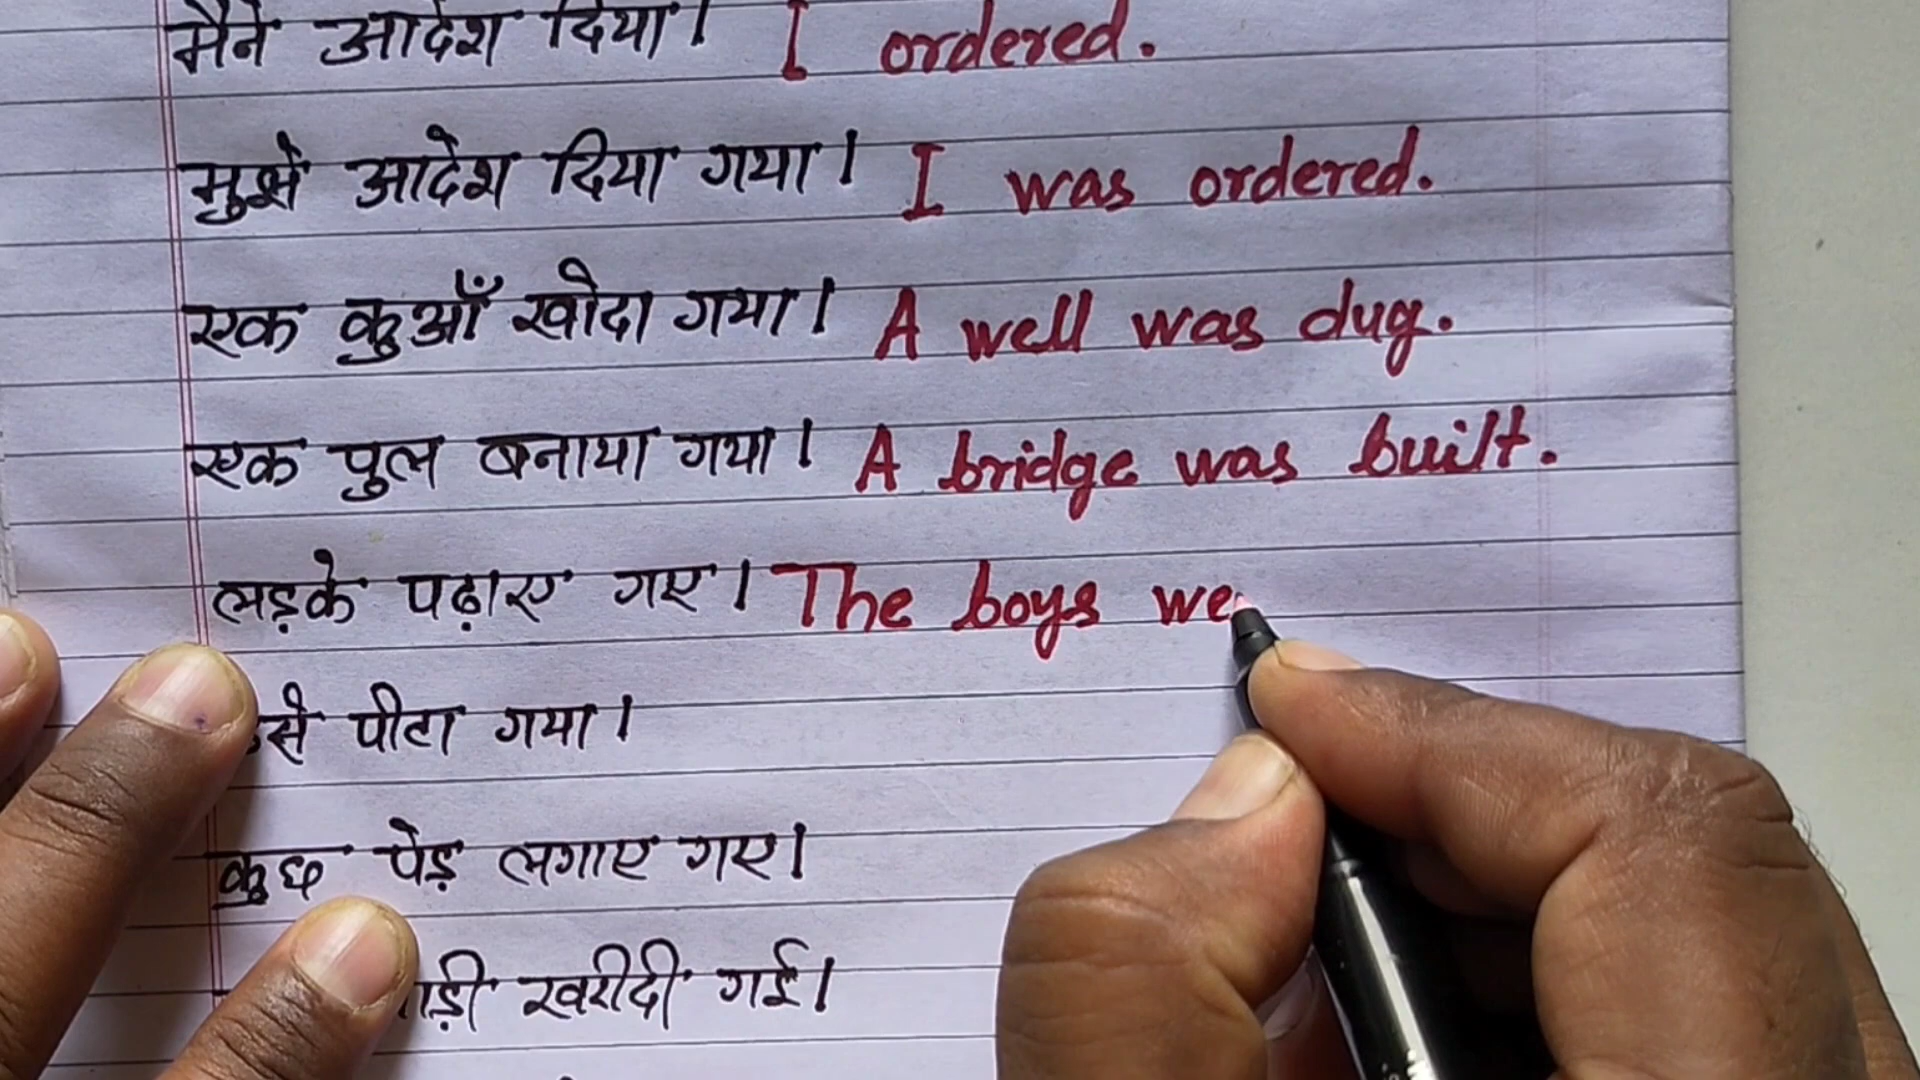 मैंने आदेश दिया। I ordered.
मुझे आदेश दिया गया। I was ordered.
एक कुआँ खोदा गया। A well was dug.
एक पुल बनाया गया। A bridge was built.
लड़के पढ़ाए गए। The boys we
पीटा गया।
कुछ पेड़ लगाए गए।
खरीदी गई।